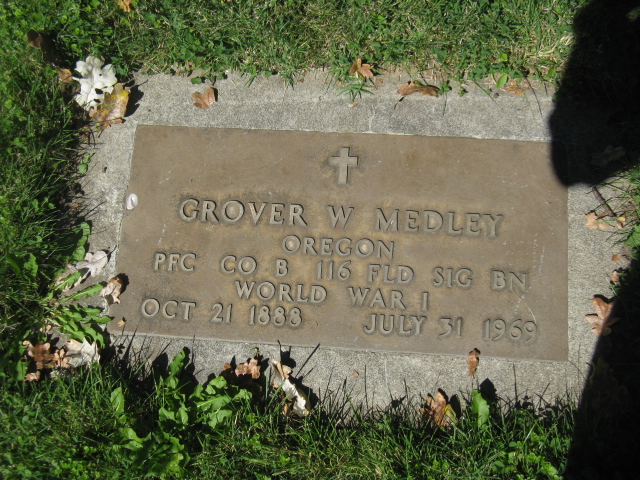 GROVER W MEDLEY
OREGON
PFC CO B 116 FLD SIG BN
WORLD WAR I
OCT 21 1888 JULY 31 1969